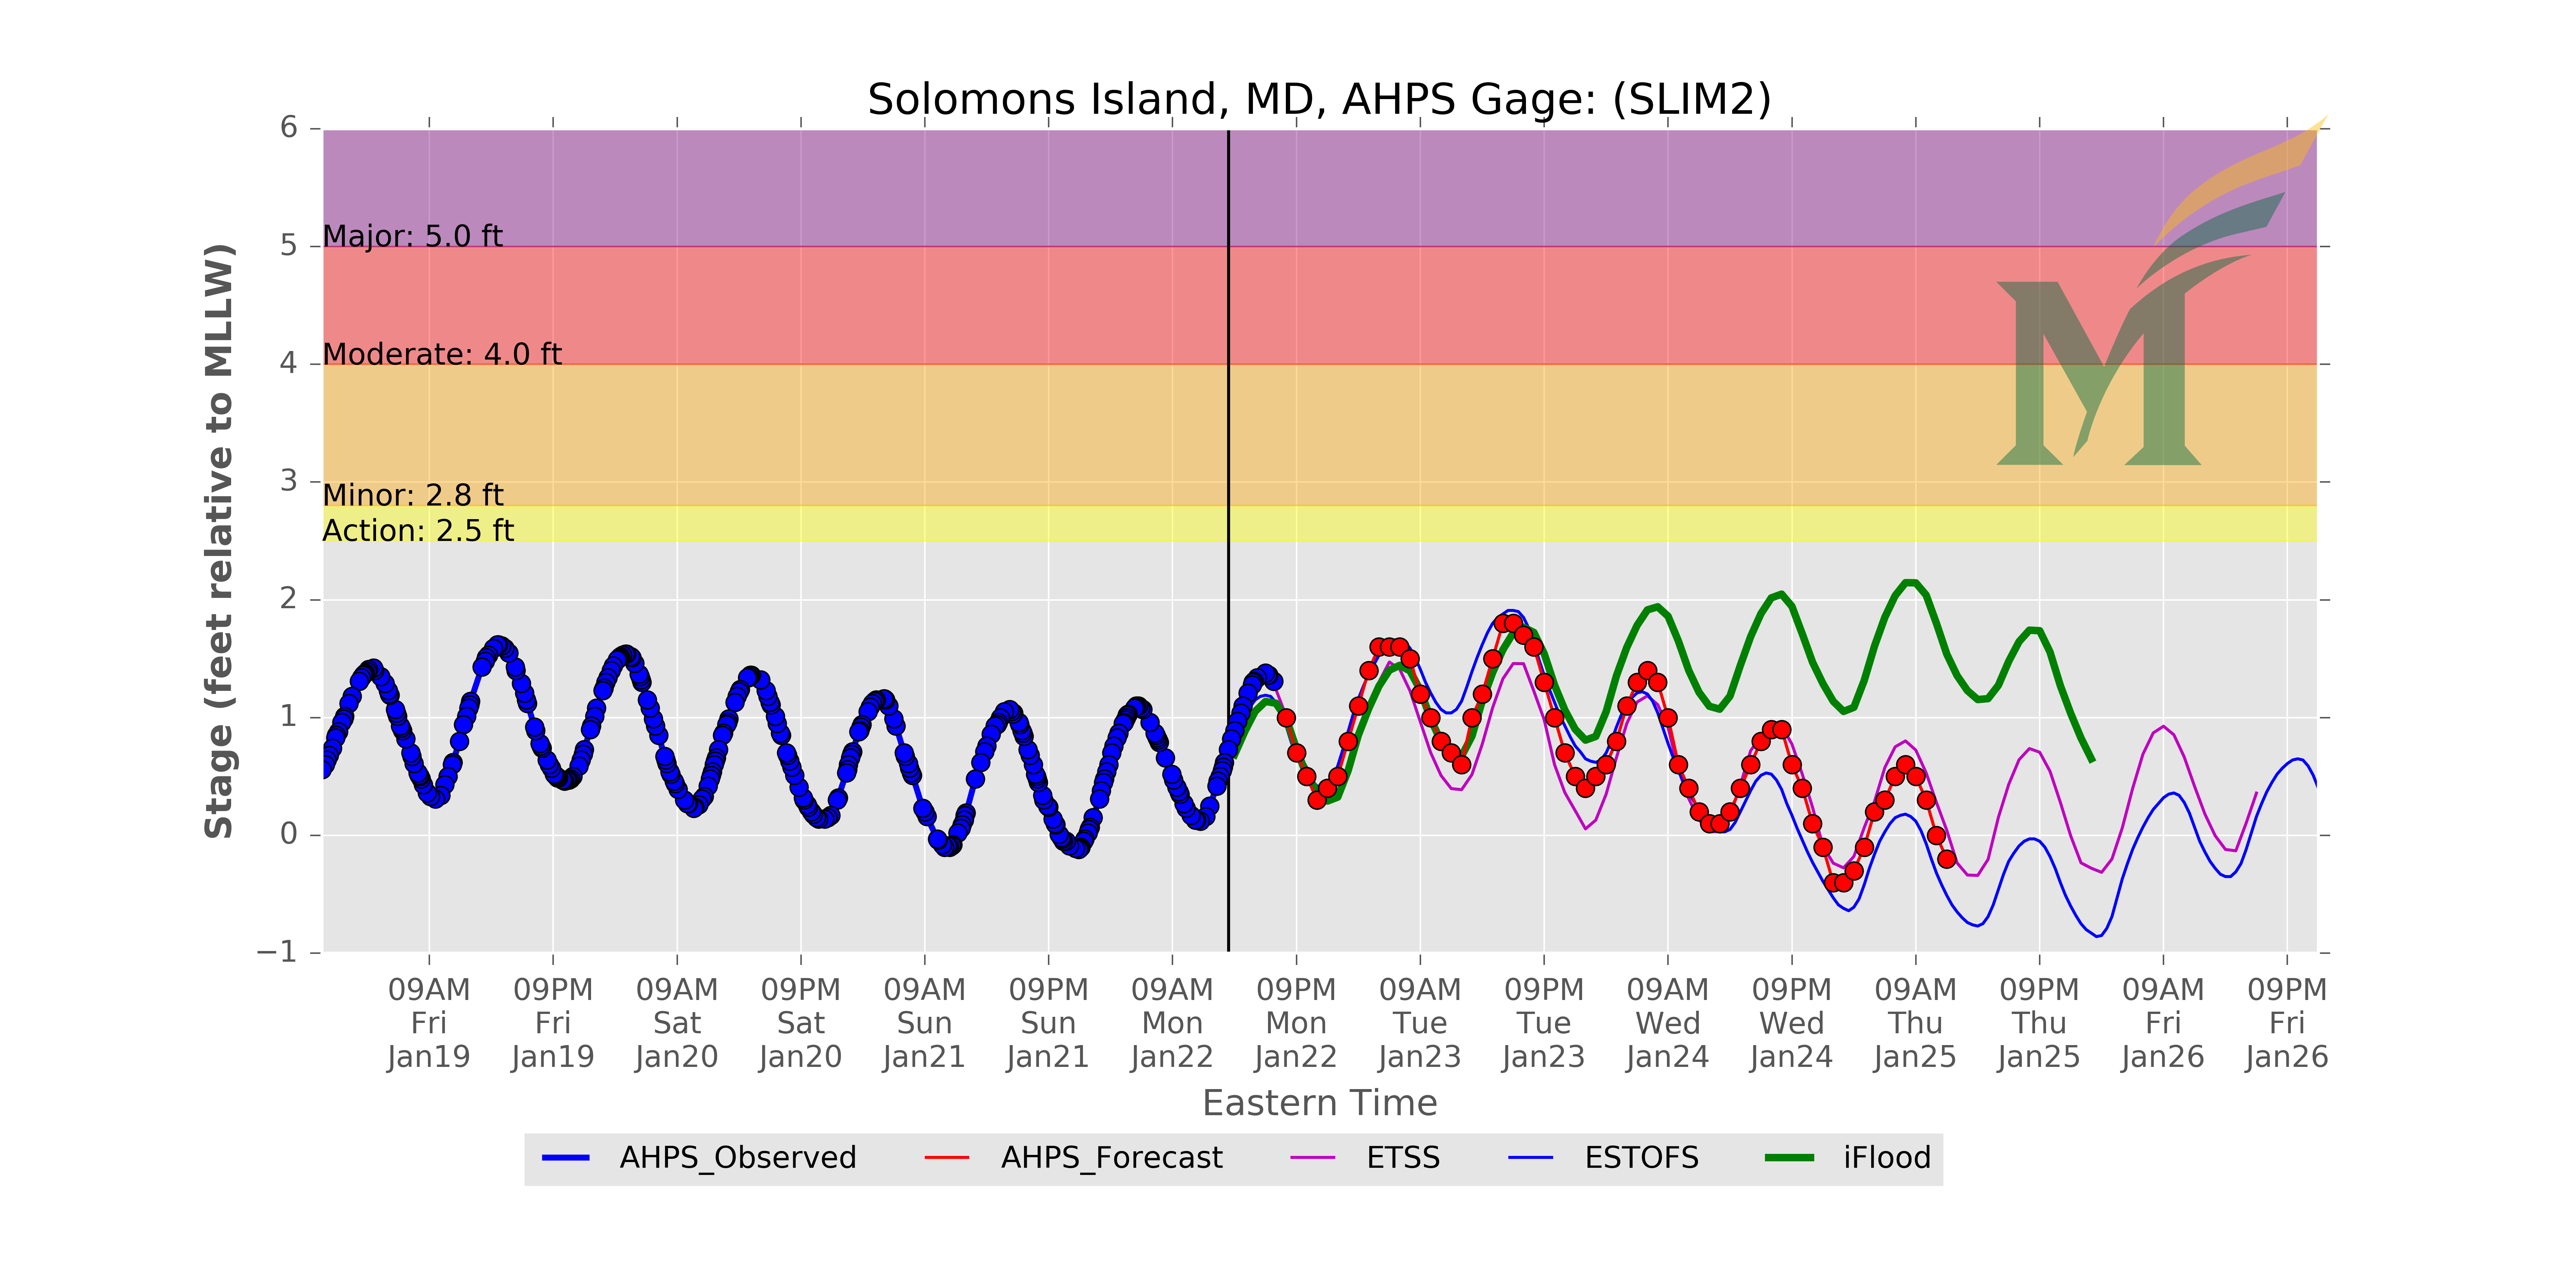 Solomons Island, MD, AHPS Gage: (SLIM2)
Stage (feet relative to MLLW)
6
5
4
3
2
1
0
−1
Major: 5.0 ft
Moderate: 4.0 ft
Minor: 2.8 ft
Action: 2.5 ft
M
09AM 09PM 09AM 09PM 09AM 09PM 09AM 09PM 09AM 09PM 09AM 09PM 09AM 09PM 09AM 09PM
Fri Fri Sat Sat Sun Sun Mon Mon Tue Tue Wed Wed Thu Thu Fri Fri
Jan19 Jan19 Jan20 Jan20 Jan21 Jan21 Jan22 Jan22 Jan23 Jan23 Jan24 Jan24 Jan25 Jan25 Jan26 Jan26
Eastern Time
AHPS_Observed AHPS_Forecast ETSS ESTOFS iFlood